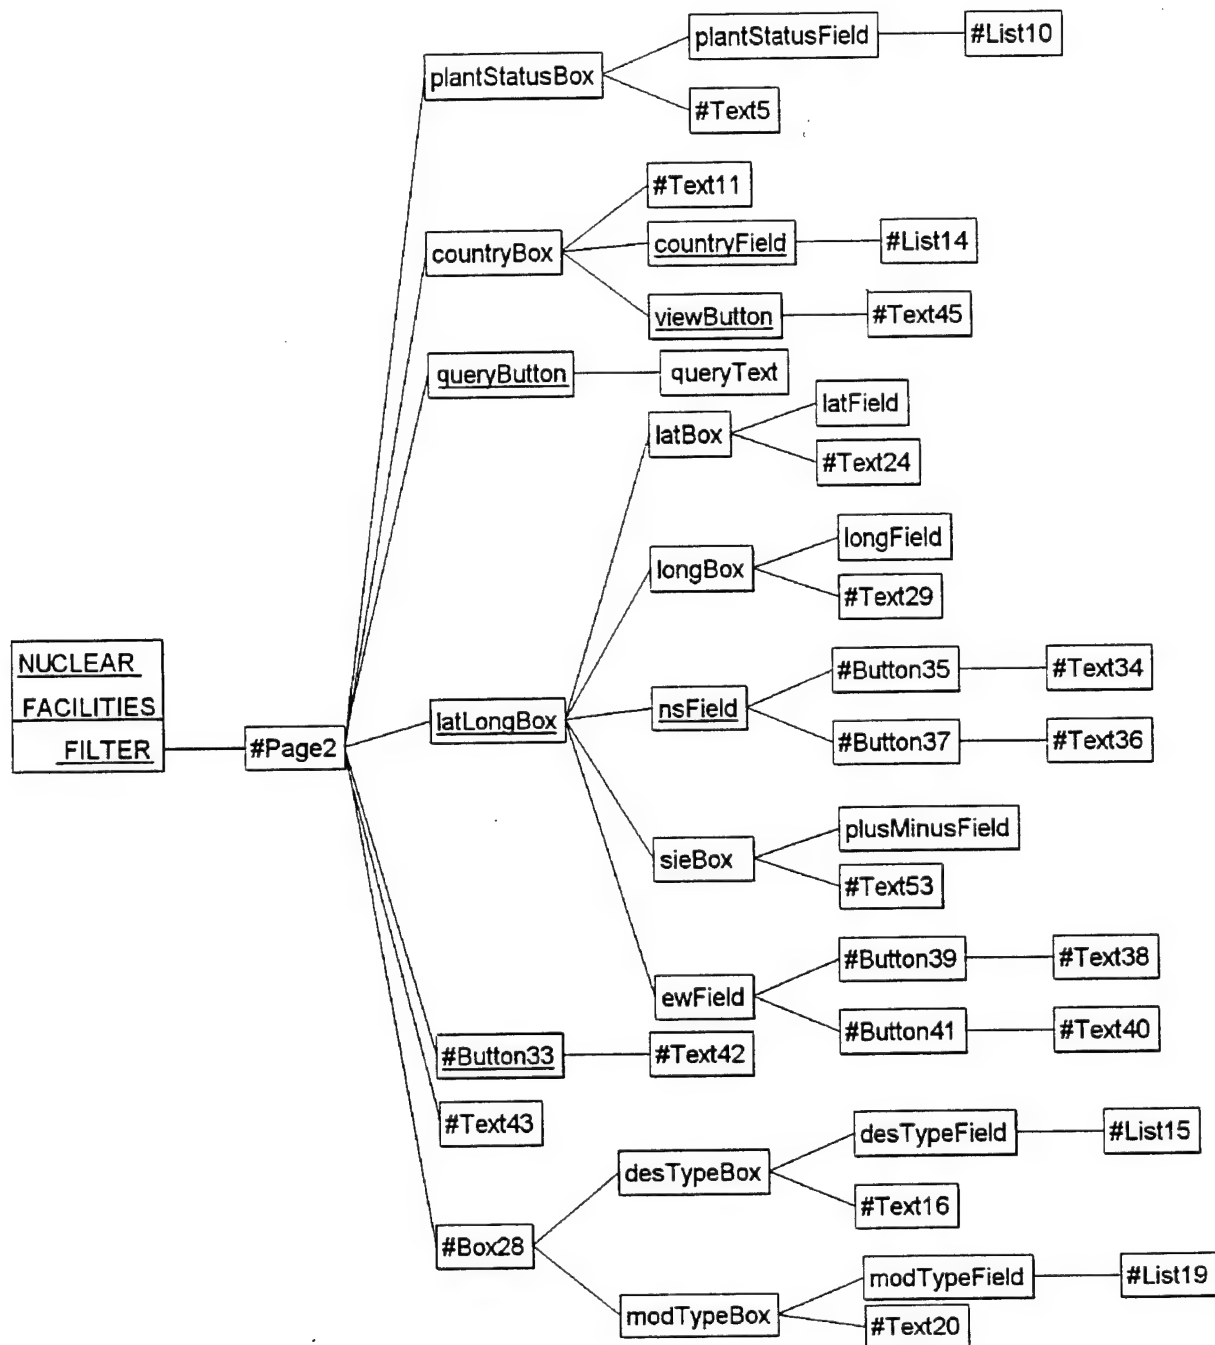 plantStatusField
#List10
plantStatusBox
#Text5
#Text11
countryBox
countryField
#List14
viewButton
#Text45
queryButton
queryText
latField
latBox
#Text24
longField
longBox
#Text29
NUCLEAR
FACILITIES
FILTER
#Page2
latLongBox
nsField
#Button35
#Text34
#Button37
#Text36
plusMinusField
sieBox
#Text53
#Button39
#Text38
ewField
#Button41
#Text40
#Button33
#Text42
#Text43
desTypeField
#List15
desTypeBox
#Text16
#Box28
modTypeField
#List19
modTypeBox
#Text20